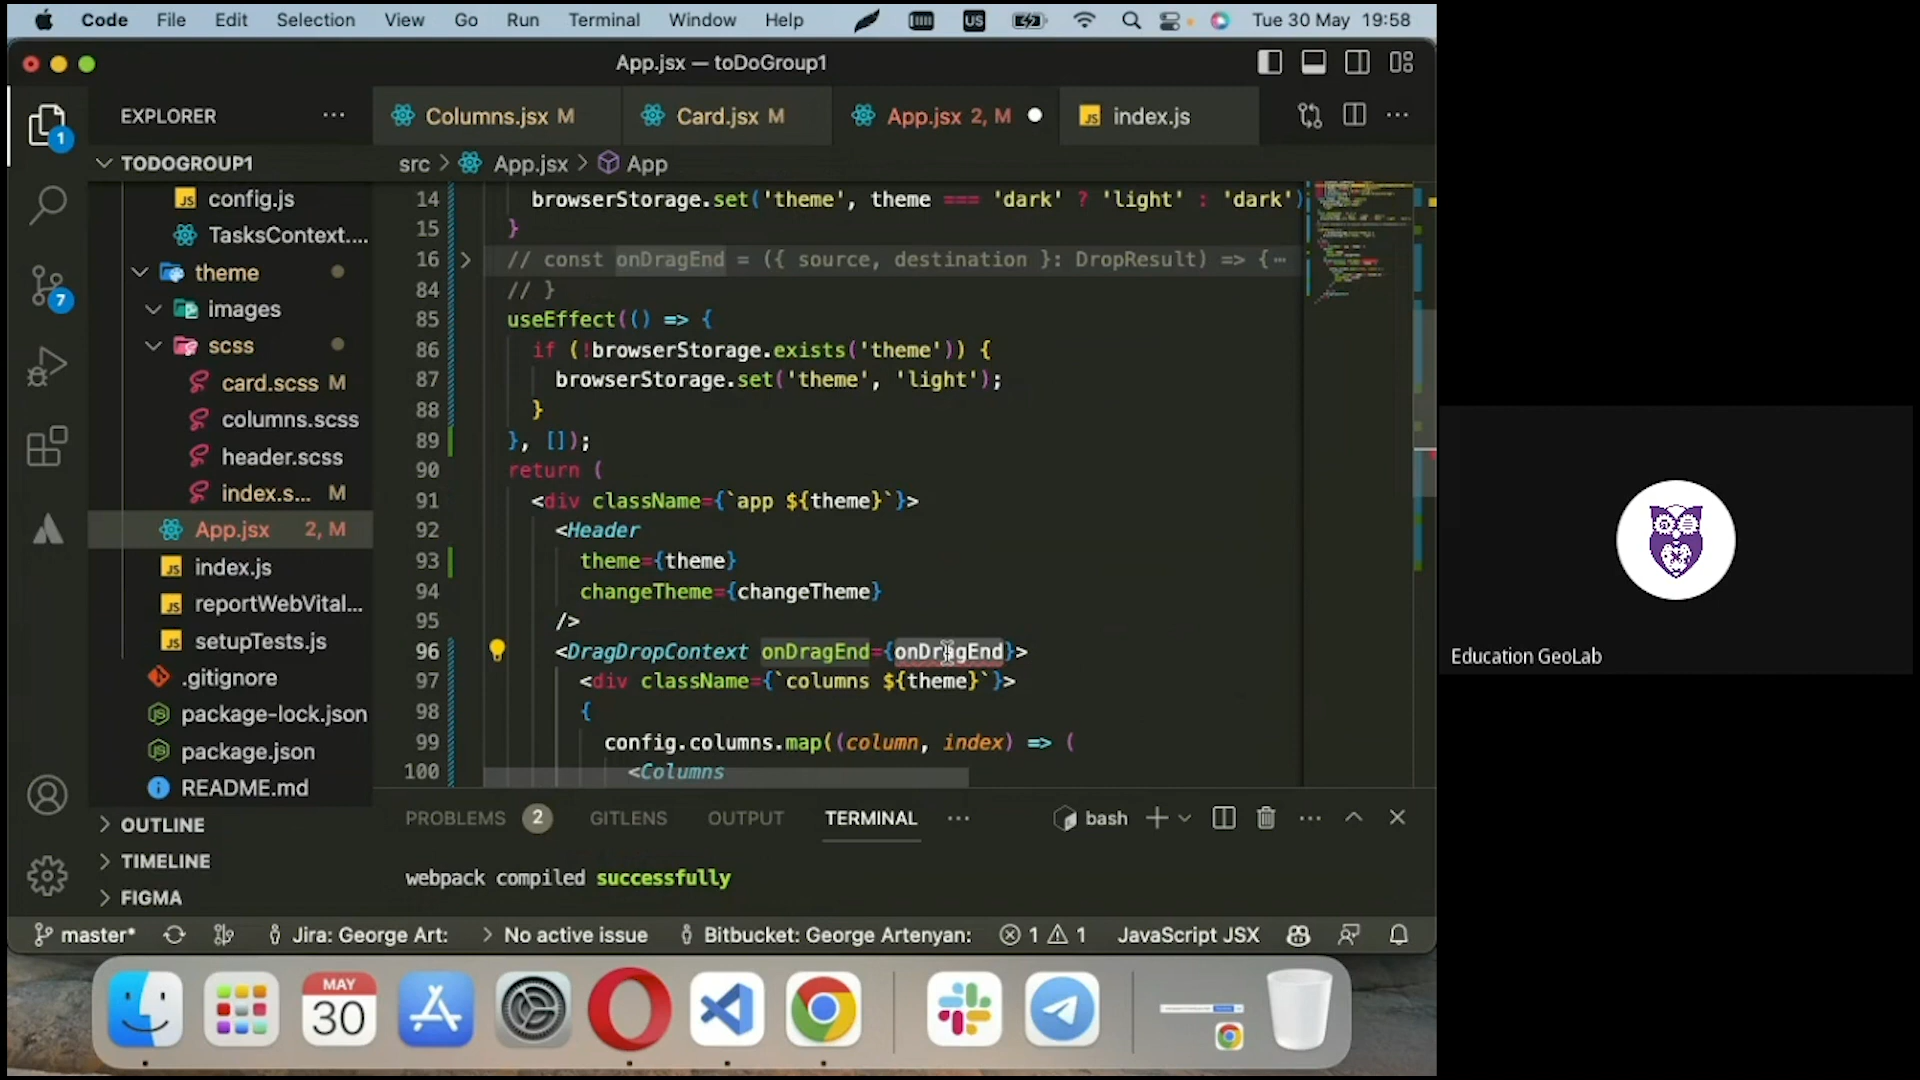 Code File Edit Selection View Go Run Terminal Window Help US Tue 30 May 19:58
App.jsx — toDoGroup1
EXPLORER ···
Columns.jsx M
Card.jsx M
App.jsx 2, M
JS index.js
TODOGROUP1
src > App.jsx > App
JS config.js
TasksContext....
theme
images
scss
card.scss M
columns.scss
header.scss
index.s... M
App.jsx 2, M
JS index.js
JS reportWebVital...
JS setupTests.js
.gitignore
package-lock.json
package.json
README.md
OUTLINE
TIMELINE
FIGMA
1
7
14 browserStorage.set('theme', theme === 'dark' ? 'light' : 'dark')
15 }
16 // const onDragEnd = ({ source, destination }: DropResult) => {···
84 // }
85 useEffect(() => {
86 if (!browserStorage.exists('theme')) {
87 browserStorage.set('theme', 'light');
88 }
89 }, []);
90 return (
91 <div className={`app ${theme}`}>
92 <Header
93 theme={theme}
94 changeTheme={changeTheme}
95 />
96 <DragDropContext onDragEnd={onDragEnd}>
97 <div className={`columns ${theme}`}>
98 {
99 config.columns.map((column, index) => (
100 <Columns
PROBLEMS 2 GITLENS OUTPUT TERMINAL ··· bash
webpack compiled successfully
master* Jira: George Art: > No active issue Bitbucket: George Artenyan: 1 1 JavaScript JSX
MAY
30
Education GeoLab